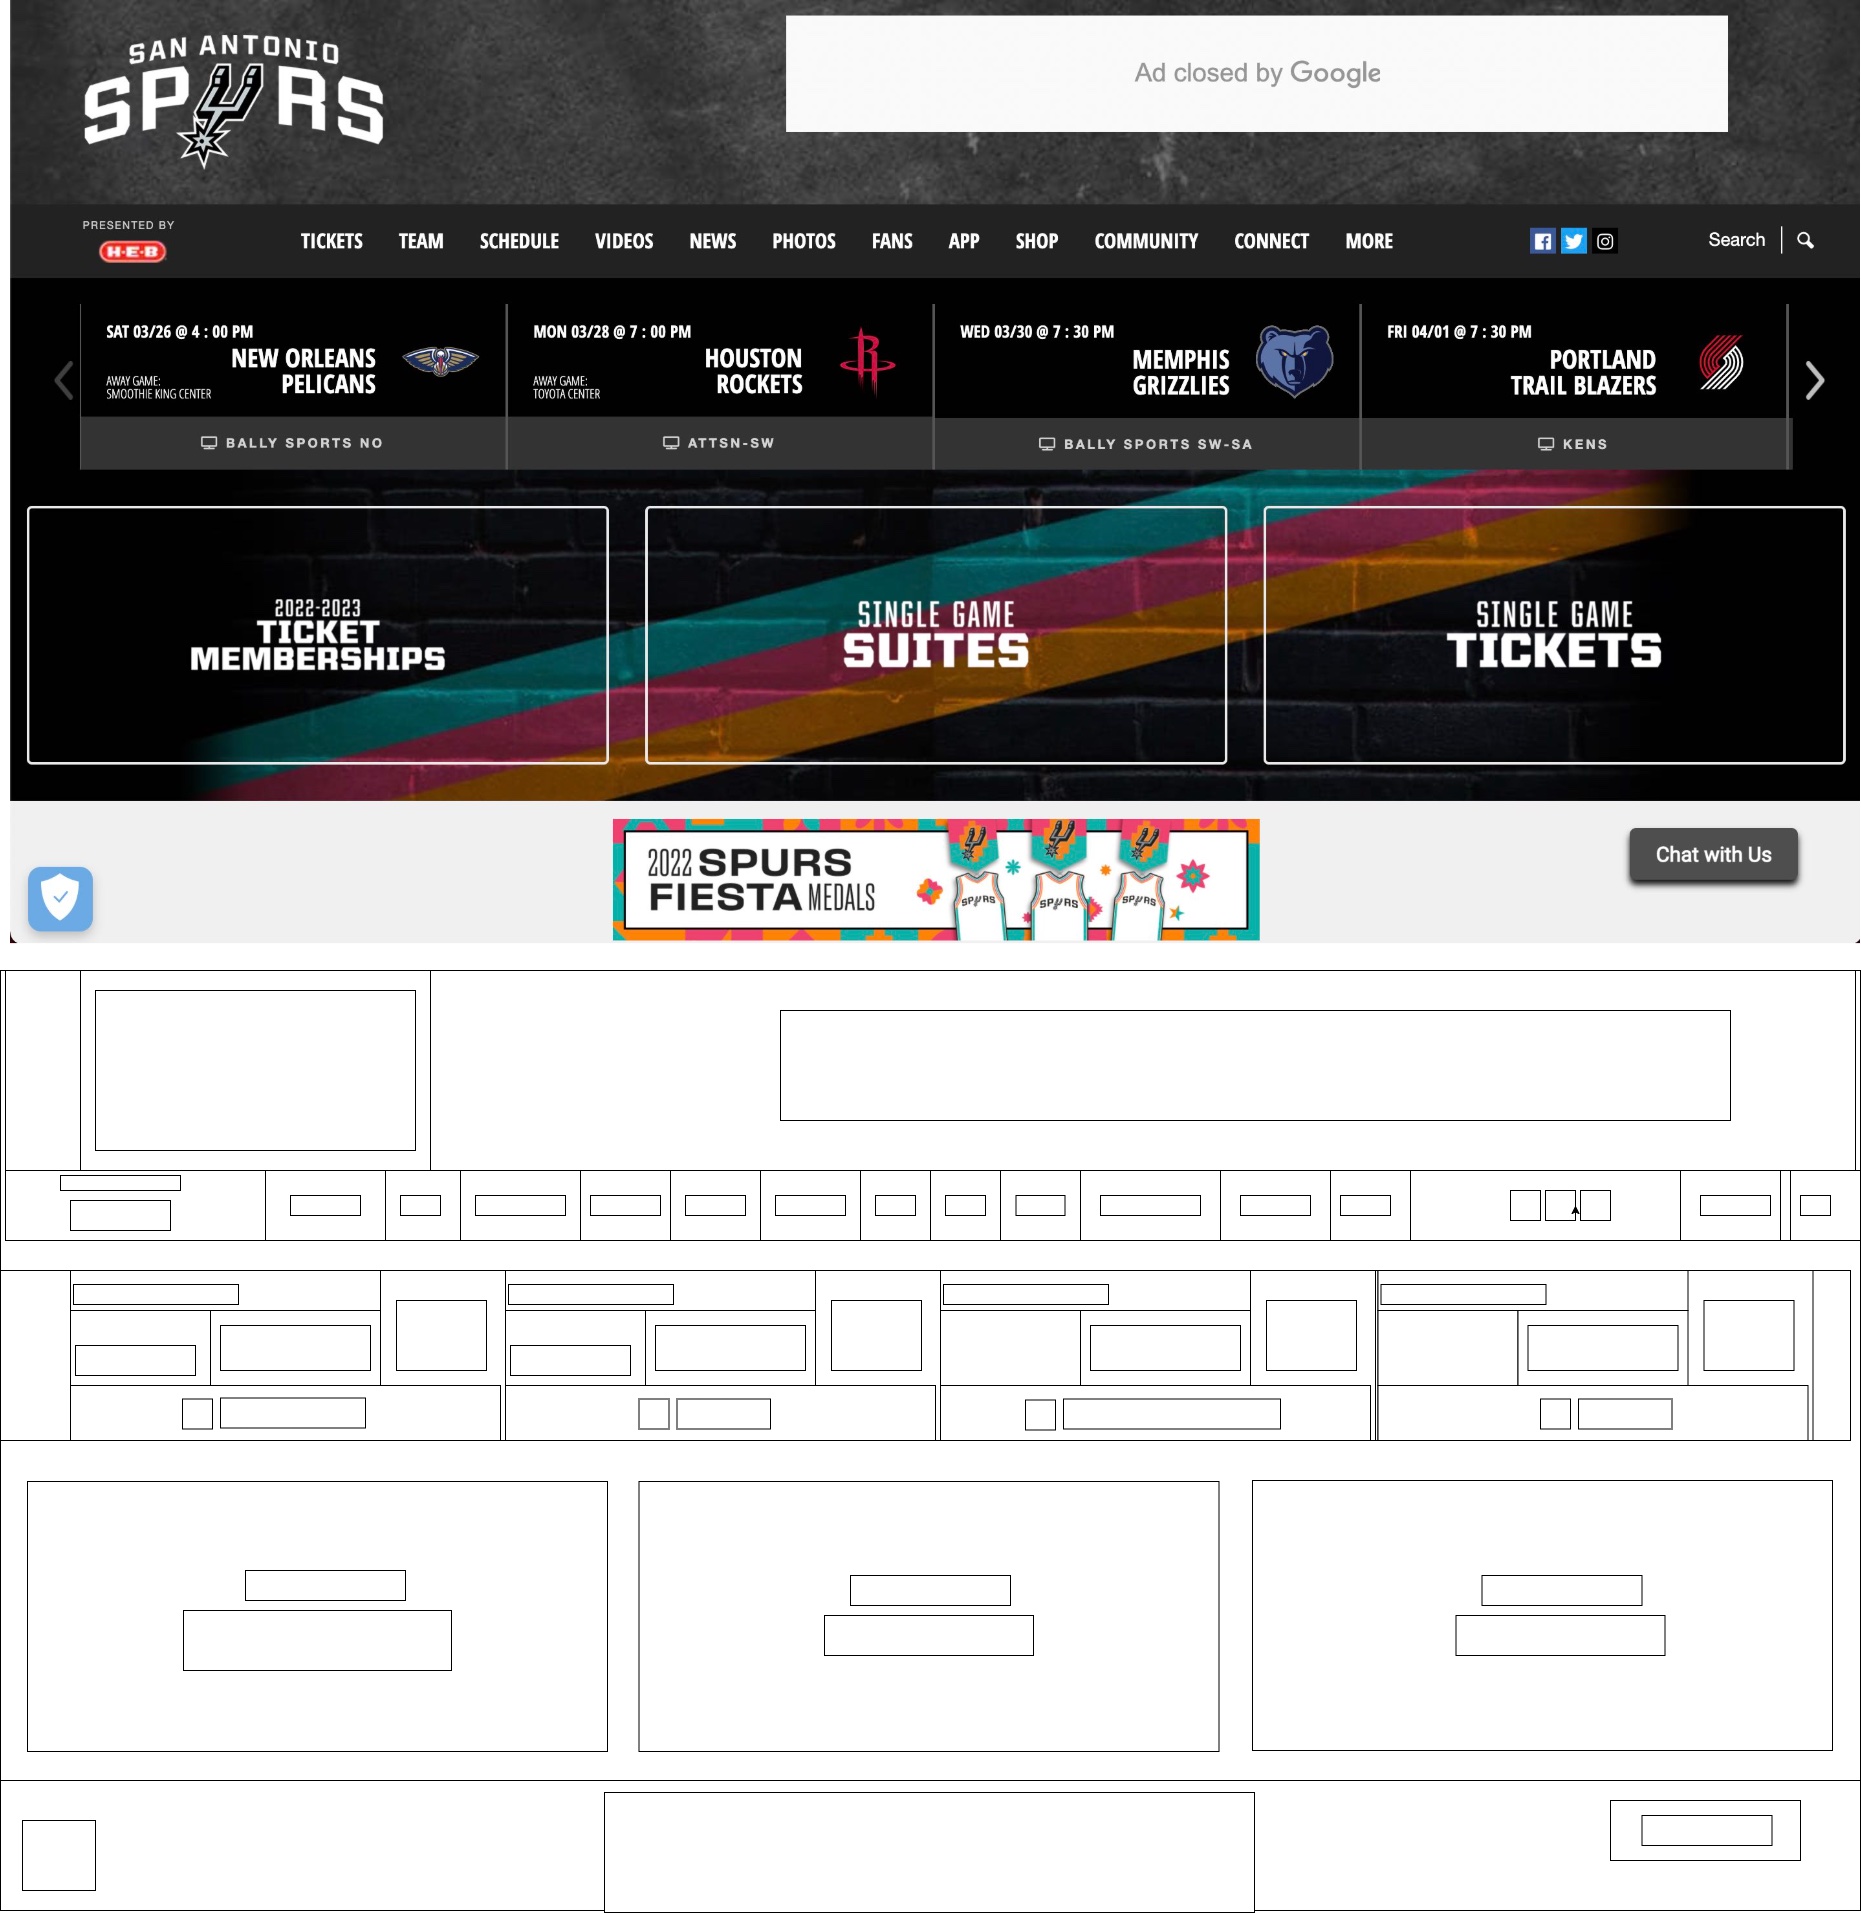 SAN ANTONIO
SPURS
Ad closed by Google
PRESENTED BY
H-E-B
TICKETS TEAM SCHEDULE VIDEOS NEWS PHOTOS FANS APP SHOP COMMUNITY CONNECT MORE
Search
SAT 03/26 @ 4 : 00 PM
NEW ORLEANS
PELICANS
AWAY GAME:
SMOOTHIE KING CENTER
BALLY SPORTS NO
MON 03/28 @ 7 : 00 PM
HOUSTON
ROCKETS
AWAY GAME:
TOYOTA CENTER
ATTSN-SW
WED 03/30 @ 7 : 30 PM
MEMPHIS
GRIZZLIES
BALLY SPORTS SW-SA
FRI 04/01 @ 7 : 30 PM
PORTLAND
TRAIL BLAZERS
KENS
2022-2023
TICKET
MEMBERSHIPS
SINGLE GAME
SUITES
SINGLE GAME
TICKETS
2022 SPURS
FIESTA MEDALS
SPURS
SPURS
SPURS
Chat with Us